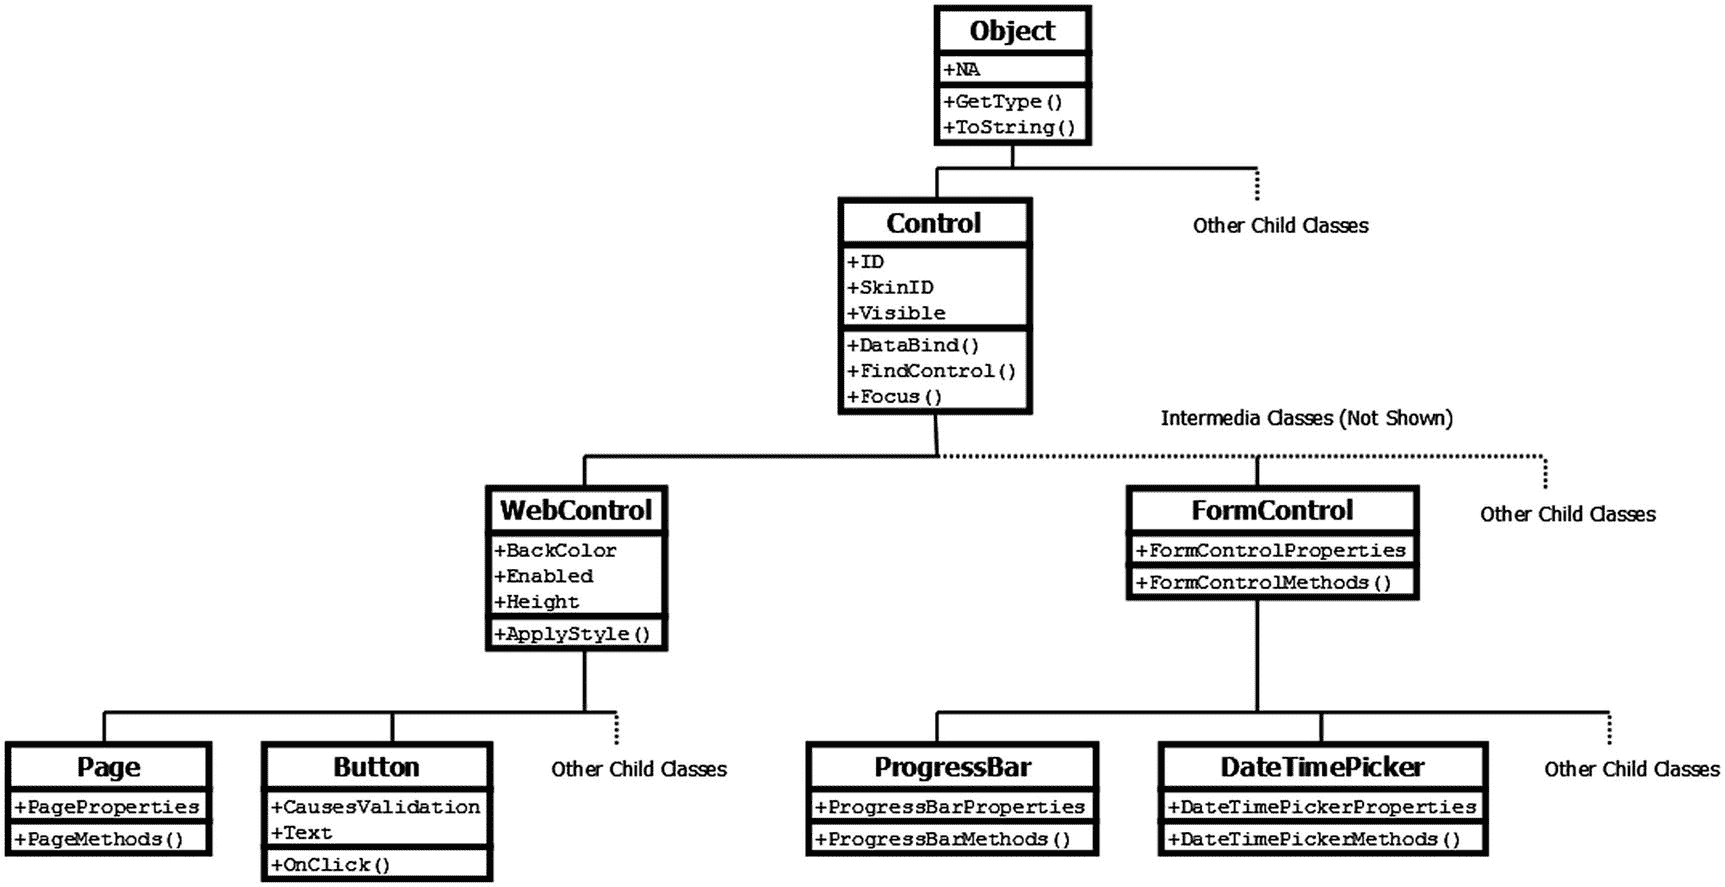 Object
+NA
+GetType()
+ToString()
Other Child Classes
Control
+ID
+SkinID
+Visible
+DataBind()
+FindControl()
+Focus()
Intermedia Classes (Not Shown)
Other Child Classes
WebControl
+BackColor
+Enabled
+Height
+ApplyStyle()
FormControl
+FormControlProperties
+FormControlMethods()
Page
+PageProperties
+PageMethods()
Button
+CausesValidation
+Text
+OnClick()
Other Child Classes
ProgressBar
+ProgressBarProperties
+ProgressBarMethods()
DateTimePicker
+DateTimePickerProperties
+DateTimePickerMethods()
Other Child Classes